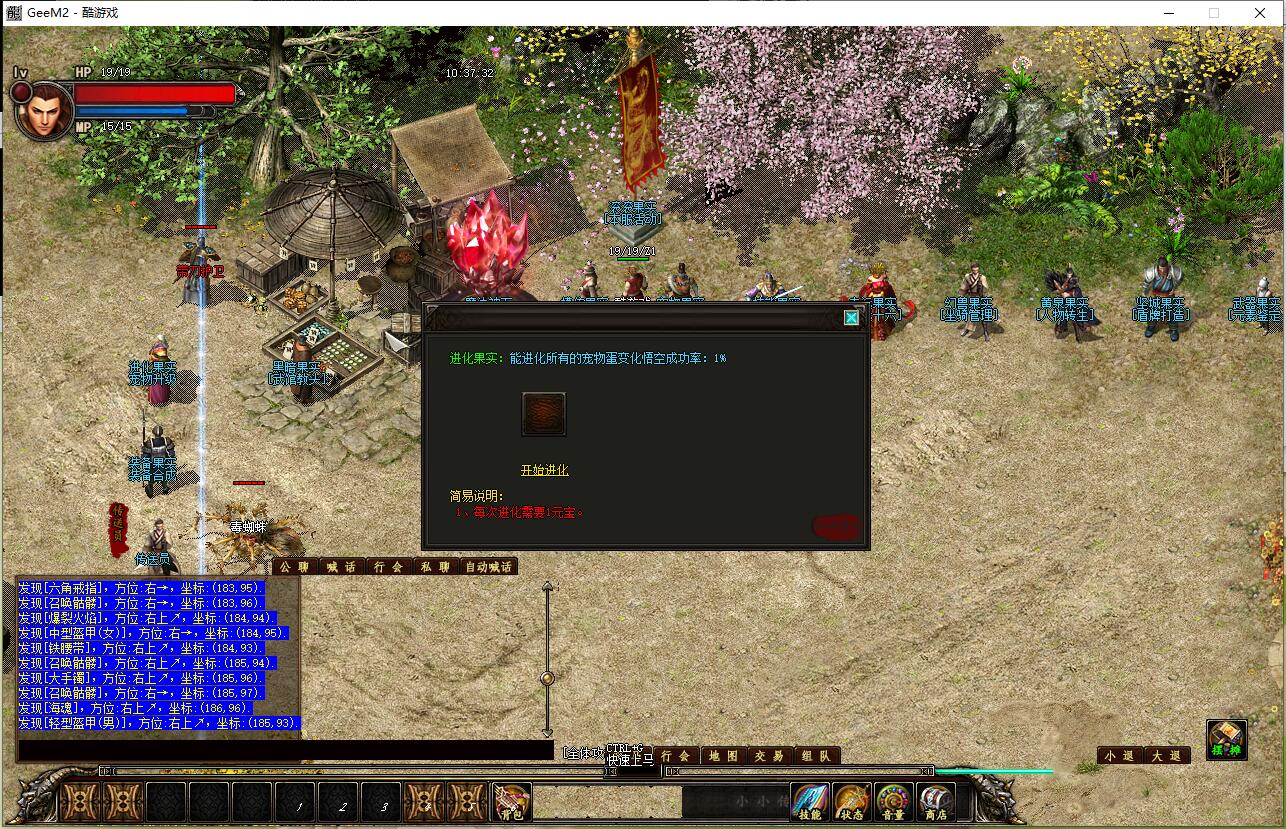 GeeM2 - 酷游戏
lv
HP 19/19
MP 15/15
10:37:32
19/19/Z1
带刀护卫
幻兽果实
[坐骑管理]
黄泉果实
[人物转生]
坚城果实
[盾牌打造]
武器果实
进化果实
宠物升级
黑暗果实
[武馆教头]
装备果实
装备合成
传送员
传送员
毒蜘蛛
进化果实：能进化所有的宠物蛋变化悟空成功率：1%
开始进化
简易说明：
1、每次进化需要1元宝。
公聊 喊话 行会 私聊 自动喊话
发现[六角戒指]，方位:右→，坐标:(183,95).
发现[召唤骷髅]，方位:右→，坐标:(183,96).
发现[爆裂火焰]，方位:右上↗，坐标:(184,94).
发现[中型盔甲(女)]，方位:右→，坐标:(184,95).
发现[铁腰带]，方位:右上↗，坐标:(184,93).
发现[召唤骷髅]，方位:右上↗，坐标:(185,94).
发现[大手镯]，方位:右上↗，坐标:(185,96).
发现[召唤骷髅]，方位:右→，坐标:(185,97).
发现[海魂]，方位:右上↗，坐标:(186,96).
发现[轻型盔甲(男)]，方位:右上↗，坐标:(185,93).
[全体攻
CTRL+G
快速上马
行会 地图 交易 组队
小退 大退
摆摊
1 2 3
背包
技能 状态 音量 商店